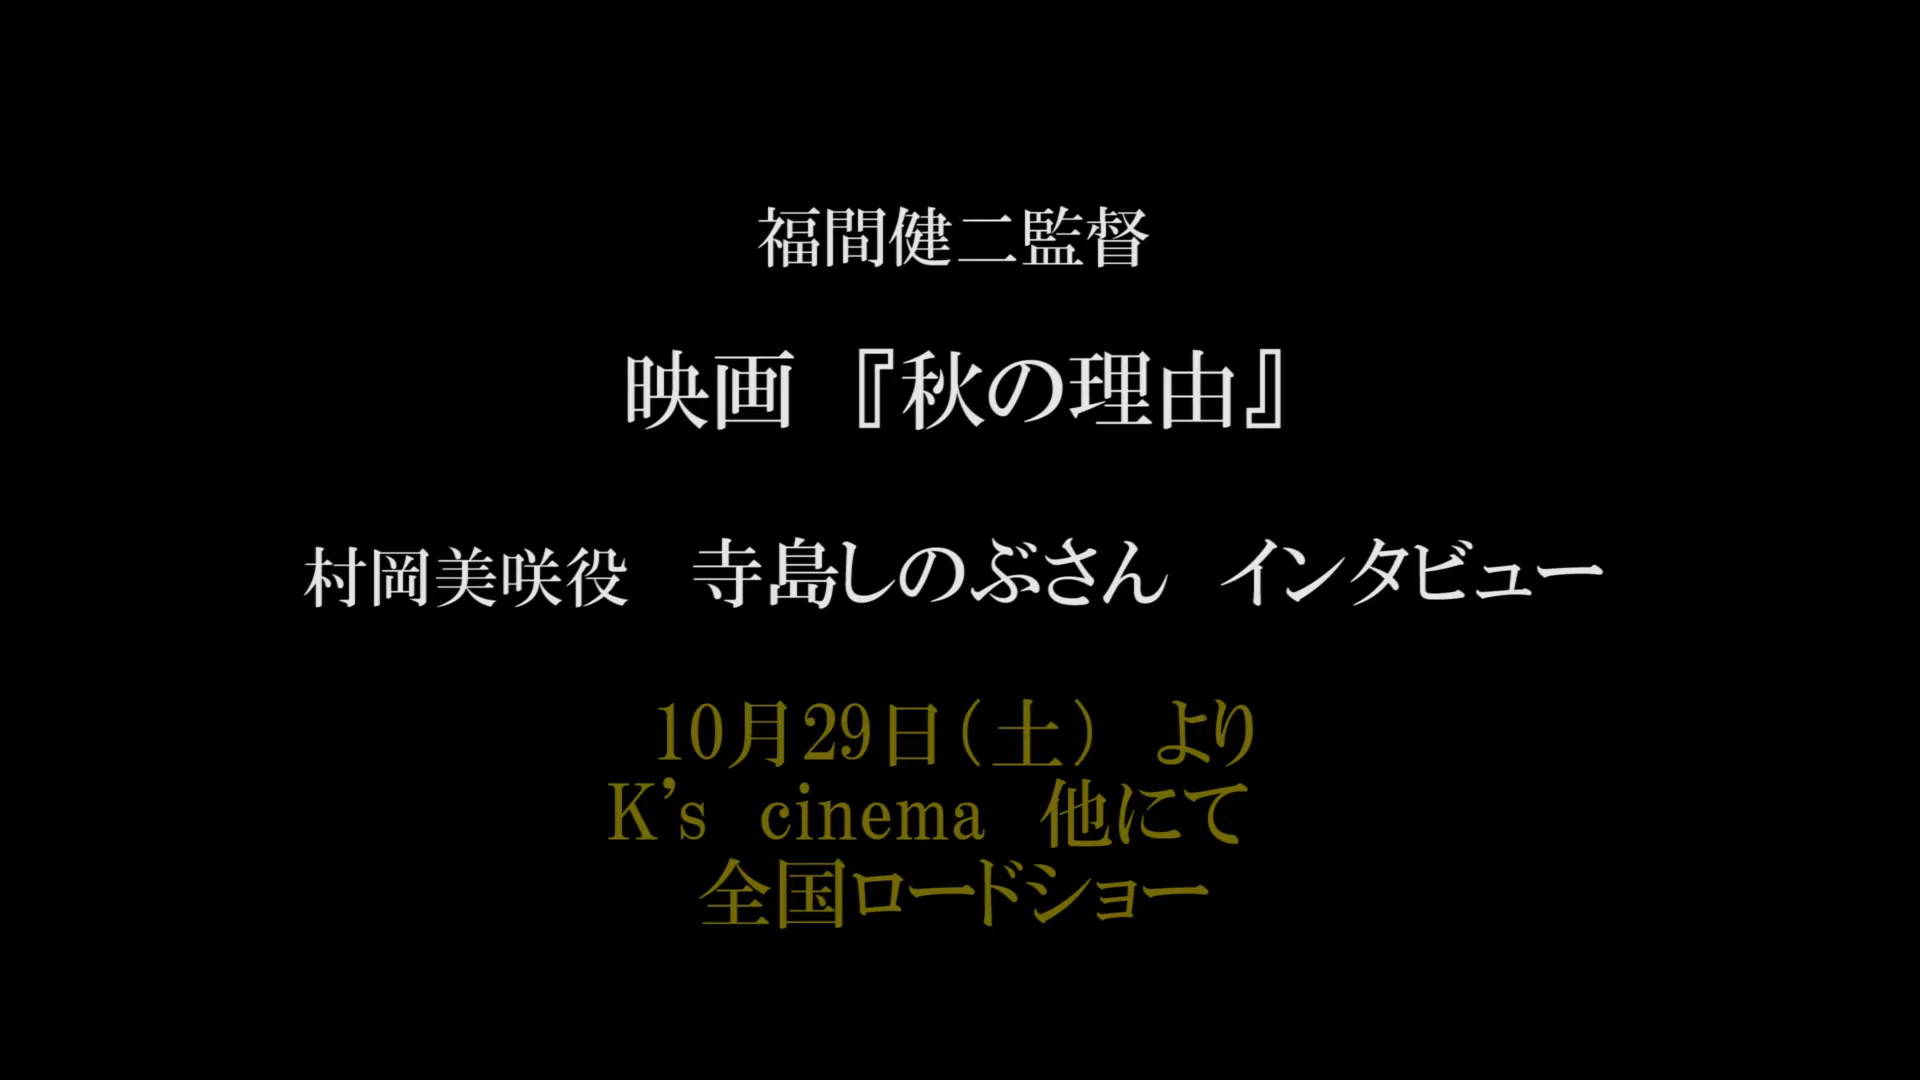 福間健二監督
映画 『秋の理由』
村岡美咲役　寺島しのぶさん　インタビュー
10月29日（土）　より
K's　cinema　他にて
全国ロードショー